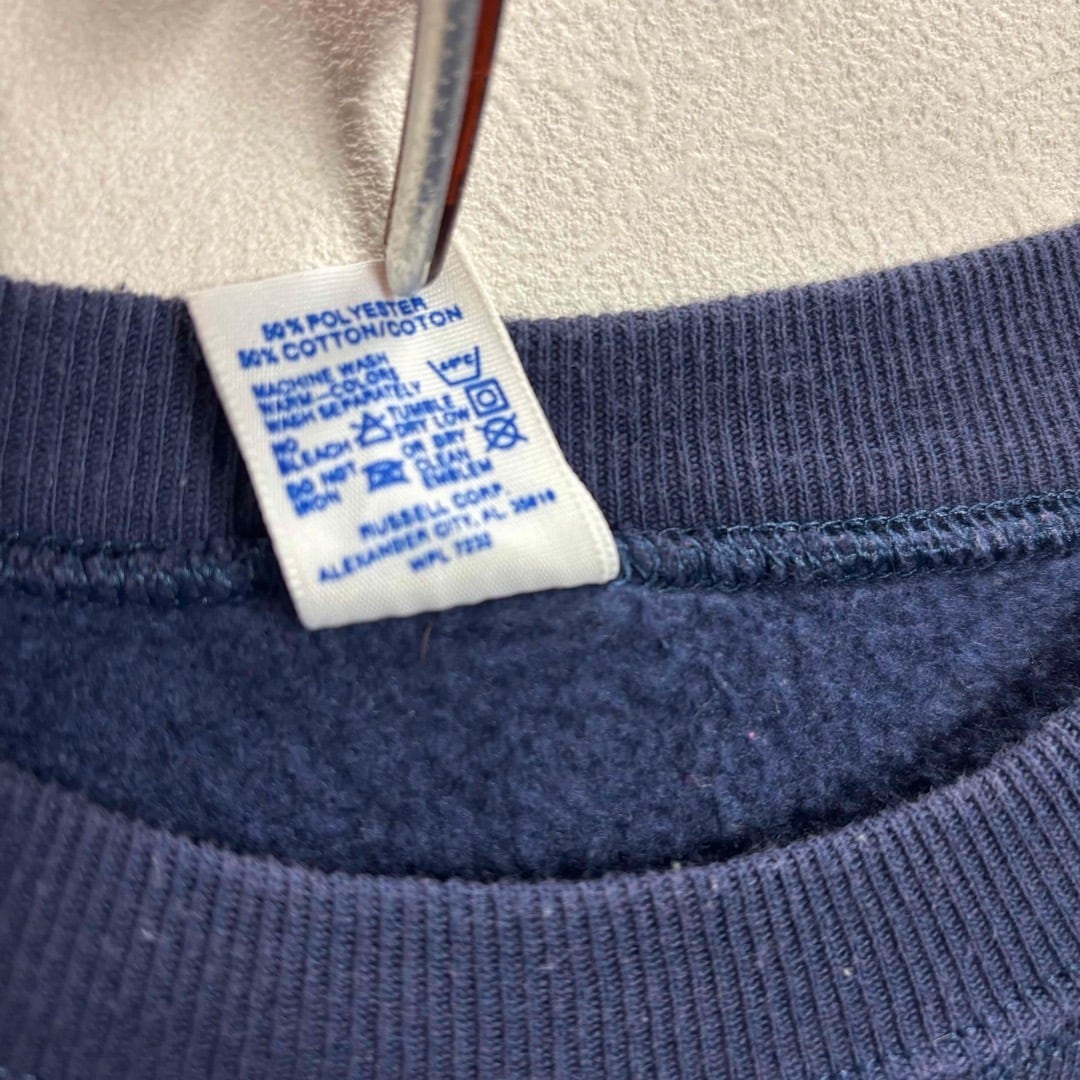 50% POLYESTER
50% COTTON/COTON
MACHINE WASH
WARM—COLORS
WASH SEPARATELY
40°C
NO
BLEACH
TUMBLE
DRY LOW
DO NOT
IRON
OR DRY
CLEAN
EMBLEM
RUSSELL CORP.
ALEXANDER CITY, AL. 35010
WPL 7232